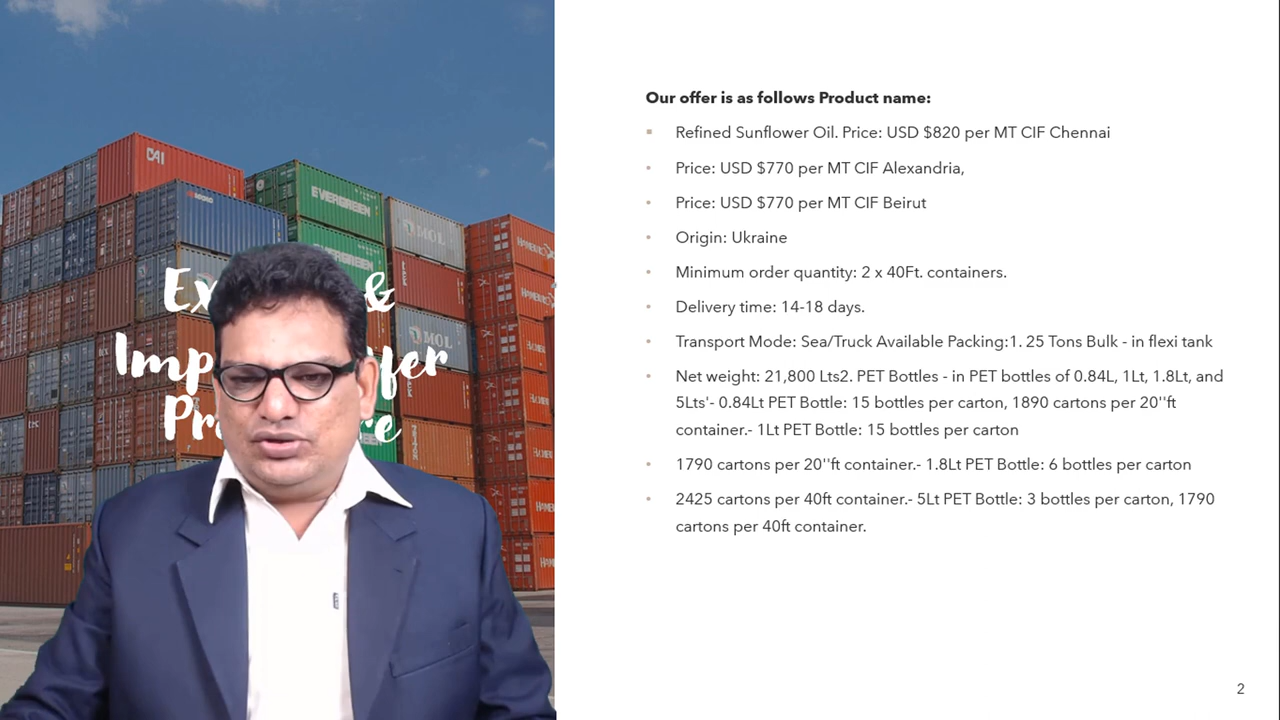 CAI
EVERGREEN
MOL
MOL
&
Our offer is as follows Product name:
Refined Sunflower Oil. Price: USD $820 per MT CIF Chennai
Price: USD $770 per MT CIF Alexandria,
Price: USD $770 per MT CIF Beirut
Origin: Ukraine
Minimum order quantity: 2 x 40Ft. containers.
Delivery time: 14-18 days.
Transport Mode: Sea/Truck Available Packing:1. 25 Tons Bulk - in flexi tank
Net weight: 21,800 Lts2. PET Bottles - in PET bottles of 0.84L, 1Lt, 1.8Lt, and
5Lts'- 0.84Lt PET Bottle: 15 bottles per carton, 1890 cartons per 20''ft
container.- 1Lt PET Bottle: 15 bottles per carton
1790 cartons per 20''ft container.- 1.8Lt PET Bottle: 6 bottles per carton
2425 cartons per 40ft container.- 5Lt PET Bottle: 3 bottles per carton, 1790
cartons per 40ft container.
2